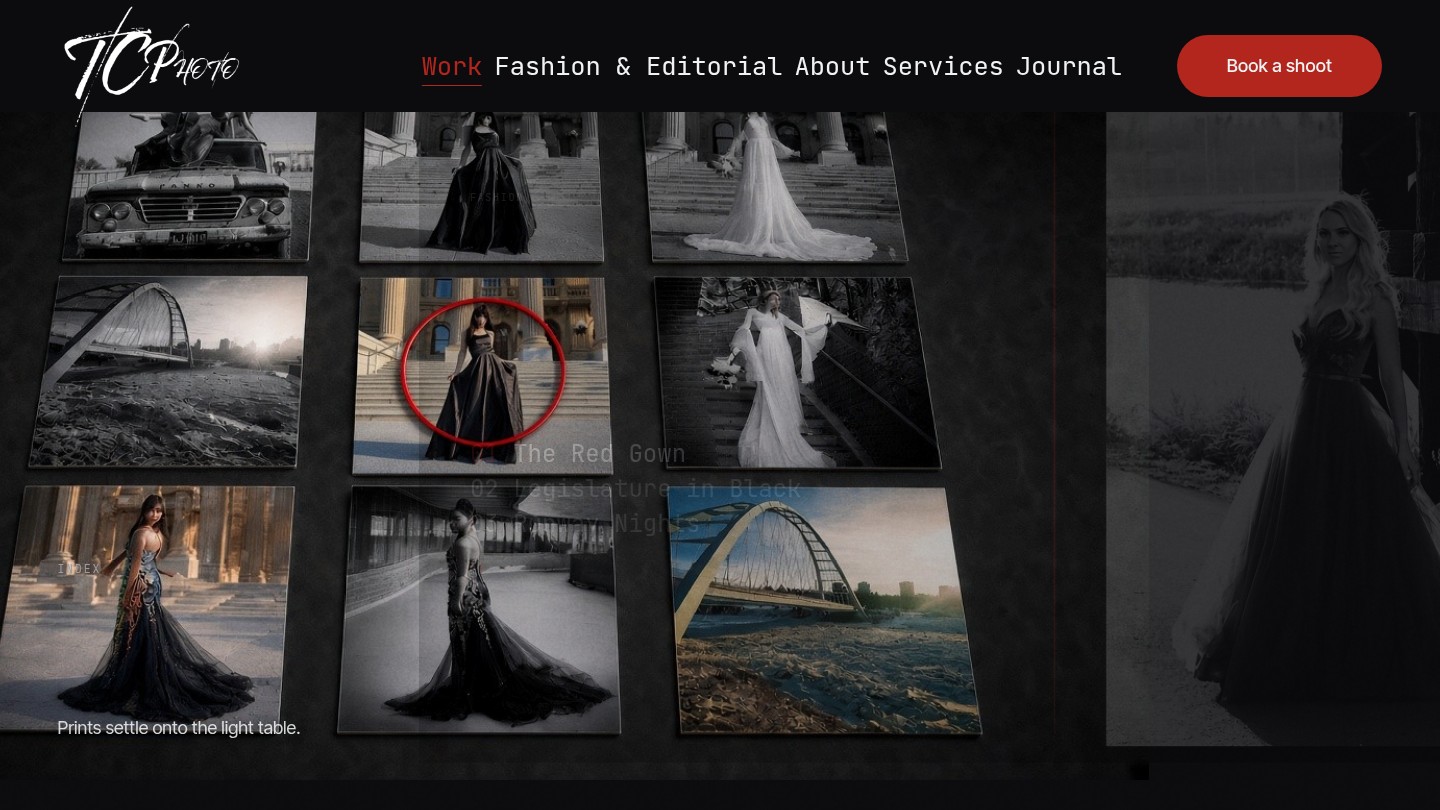 TCPHOTO
Work Fashion & Editorial About Services Journal
Book a shoot
FASHION
The Red Gown
02 Legislature in Black
Nights
INDEX
Prints settle onto the light table.